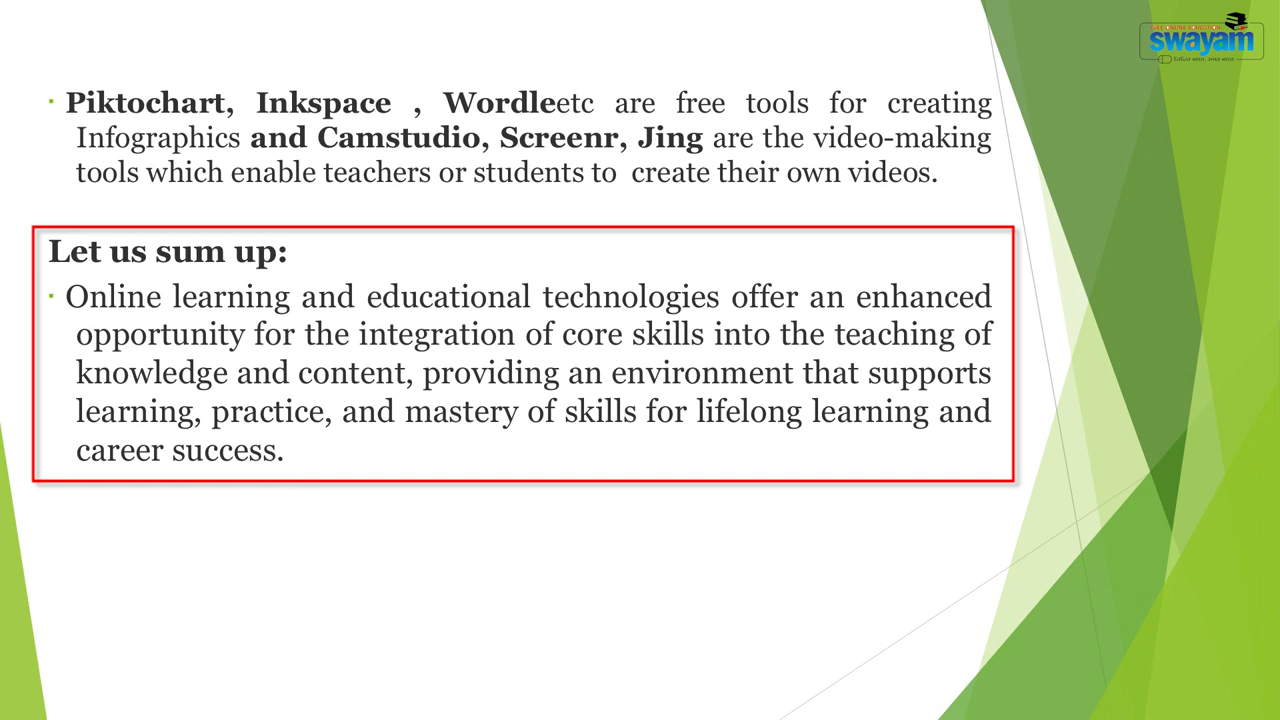 swayam
▪ Piktochart, Inkspace , Wordleetc are free tools for creating
Infographics and Camstudio, Screenr, Jing are the video-making
tools which enable teachers or students to create their own videos.
Let us sum up:
▪ Online learning and educational technologies offer an enhanced
opportunity for the integration of core skills into the teaching of
knowledge and content, providing an environment that supports
learning, practice, and mastery of skills for lifelong learning and
career success.